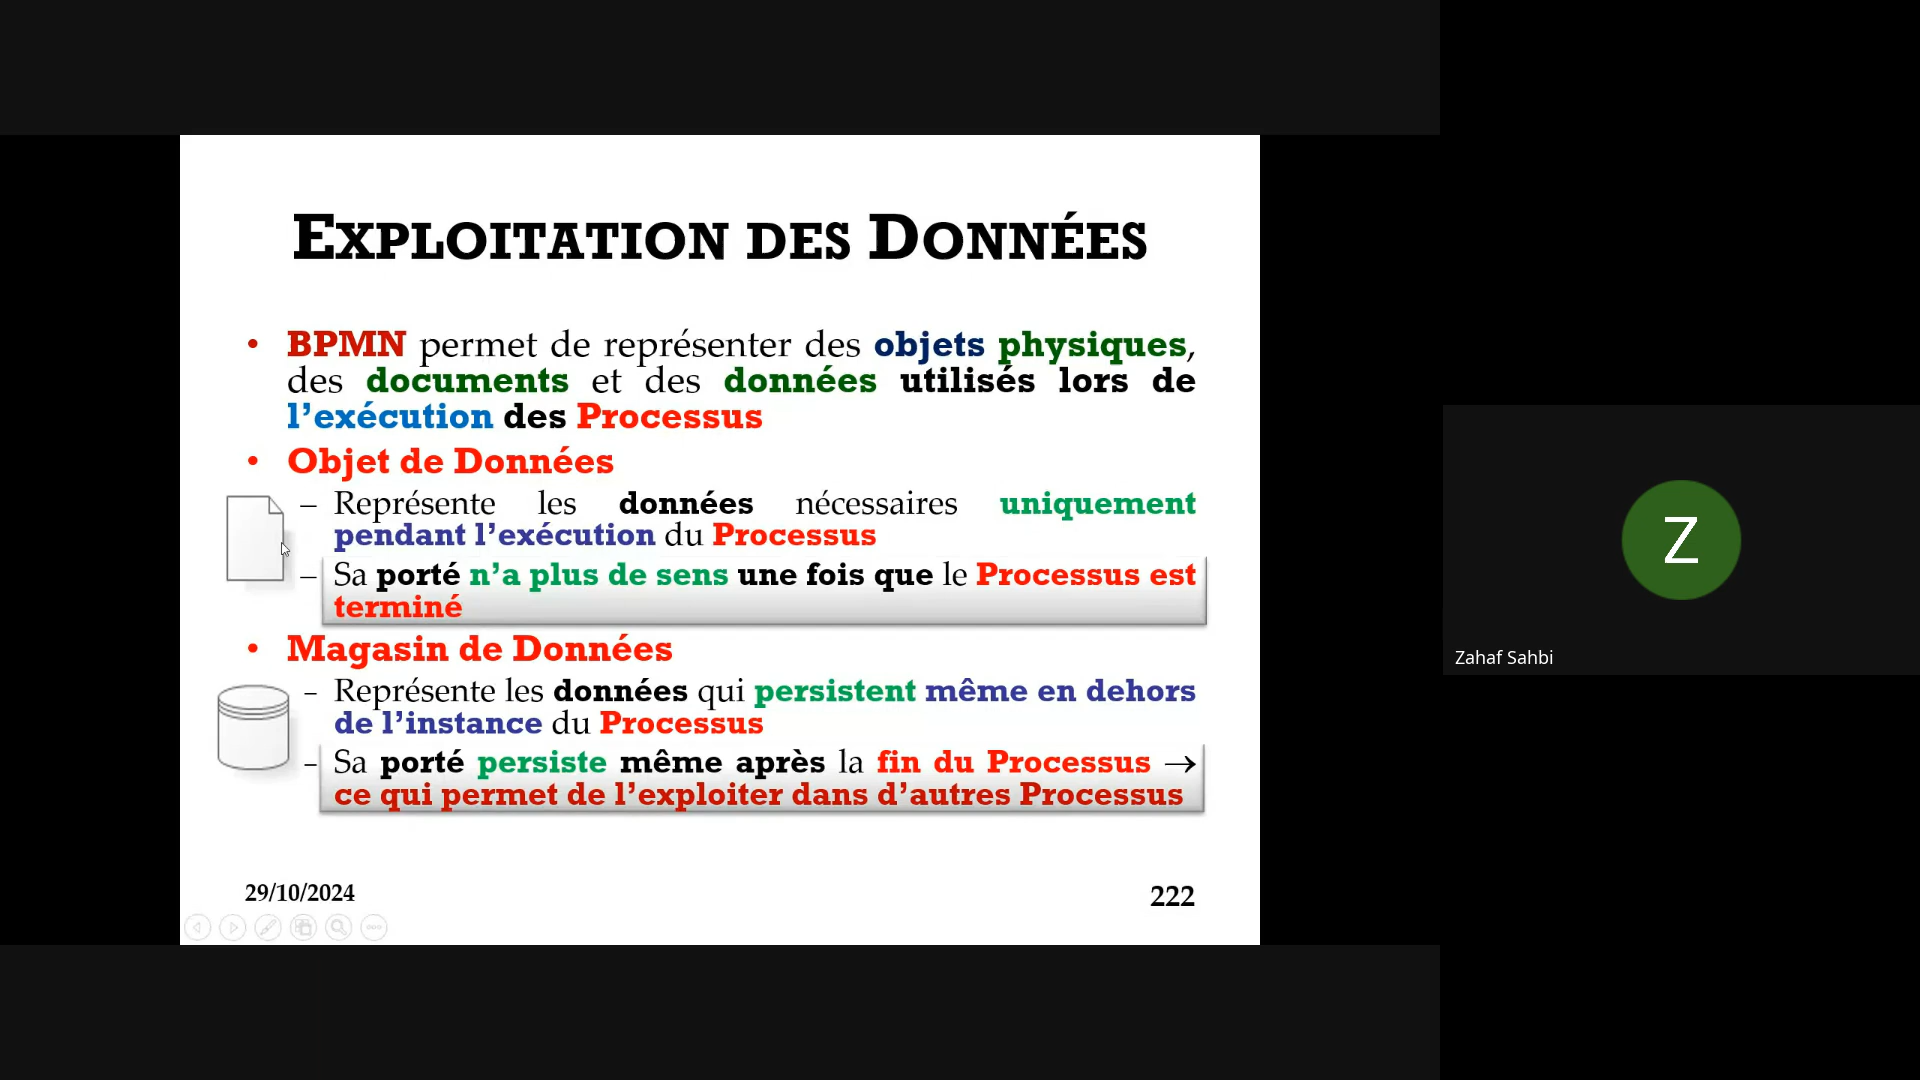 EXPLOITATION DES DONNÉES
• BPMN permet de représenter des objets physiques,
des documents et des données utilisés lors de
l’exécution des Processus
• Objet de Données
– Représente les données nécessaires uniquement
pendant l’exécution du Processus
– Sa porté n’a plus de sens une fois que le Processus est
terminé
• Magasin de Données
– Représente les données qui persistent même en dehors
de l’instance du Processus
– Sa porté persiste même après la fin du Processus →
ce qui permet de l’exploiter dans d’autres Processus
29/10/2024
222
Z
Zahaf Sahbi